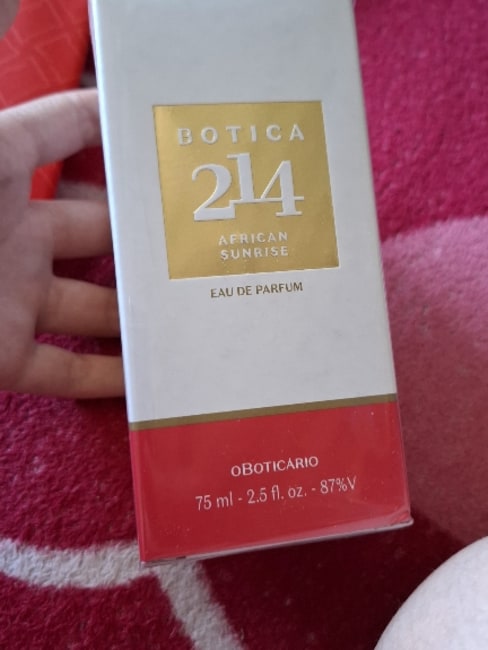 BOTICA
214
AFRICAN
SUNRISE
EAU DE PARFUM
oBOTICARIO
75 ml - 2.5 fl. oz. - 87%V